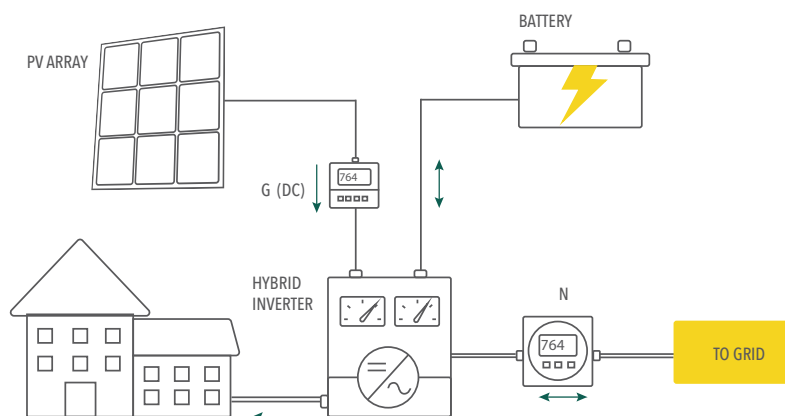 BATTERY
PV ARRAY
764
G (DC)
HYBRID
INVERTER
N
764
TO GRID